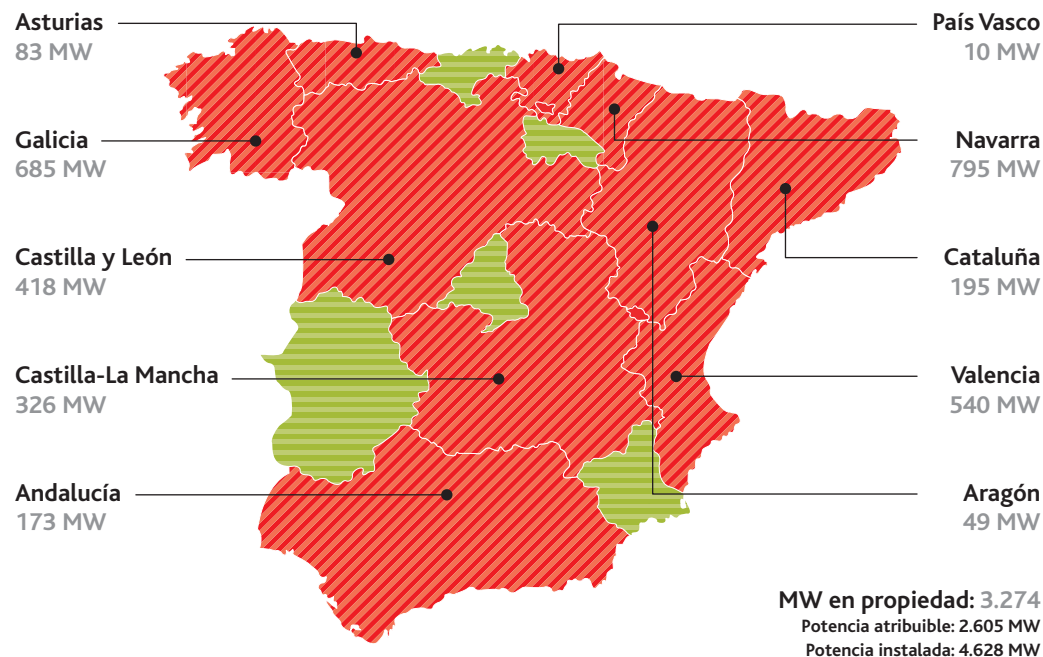 Asturias
83 MW
Galicia
685 MW
Castilla y León
418 MW
Castilla-La Mancha
326 MW
Andalucía
173 MW
País Vasco
10 MW
Navarra
795 MW
Cataluña
195 MW
Valencia
540 MW
Aragón
49 MW
MW en propiedad: 3.274
Potencia atribuible: 2.605 MW
Potencia instalada: 4.628 MW